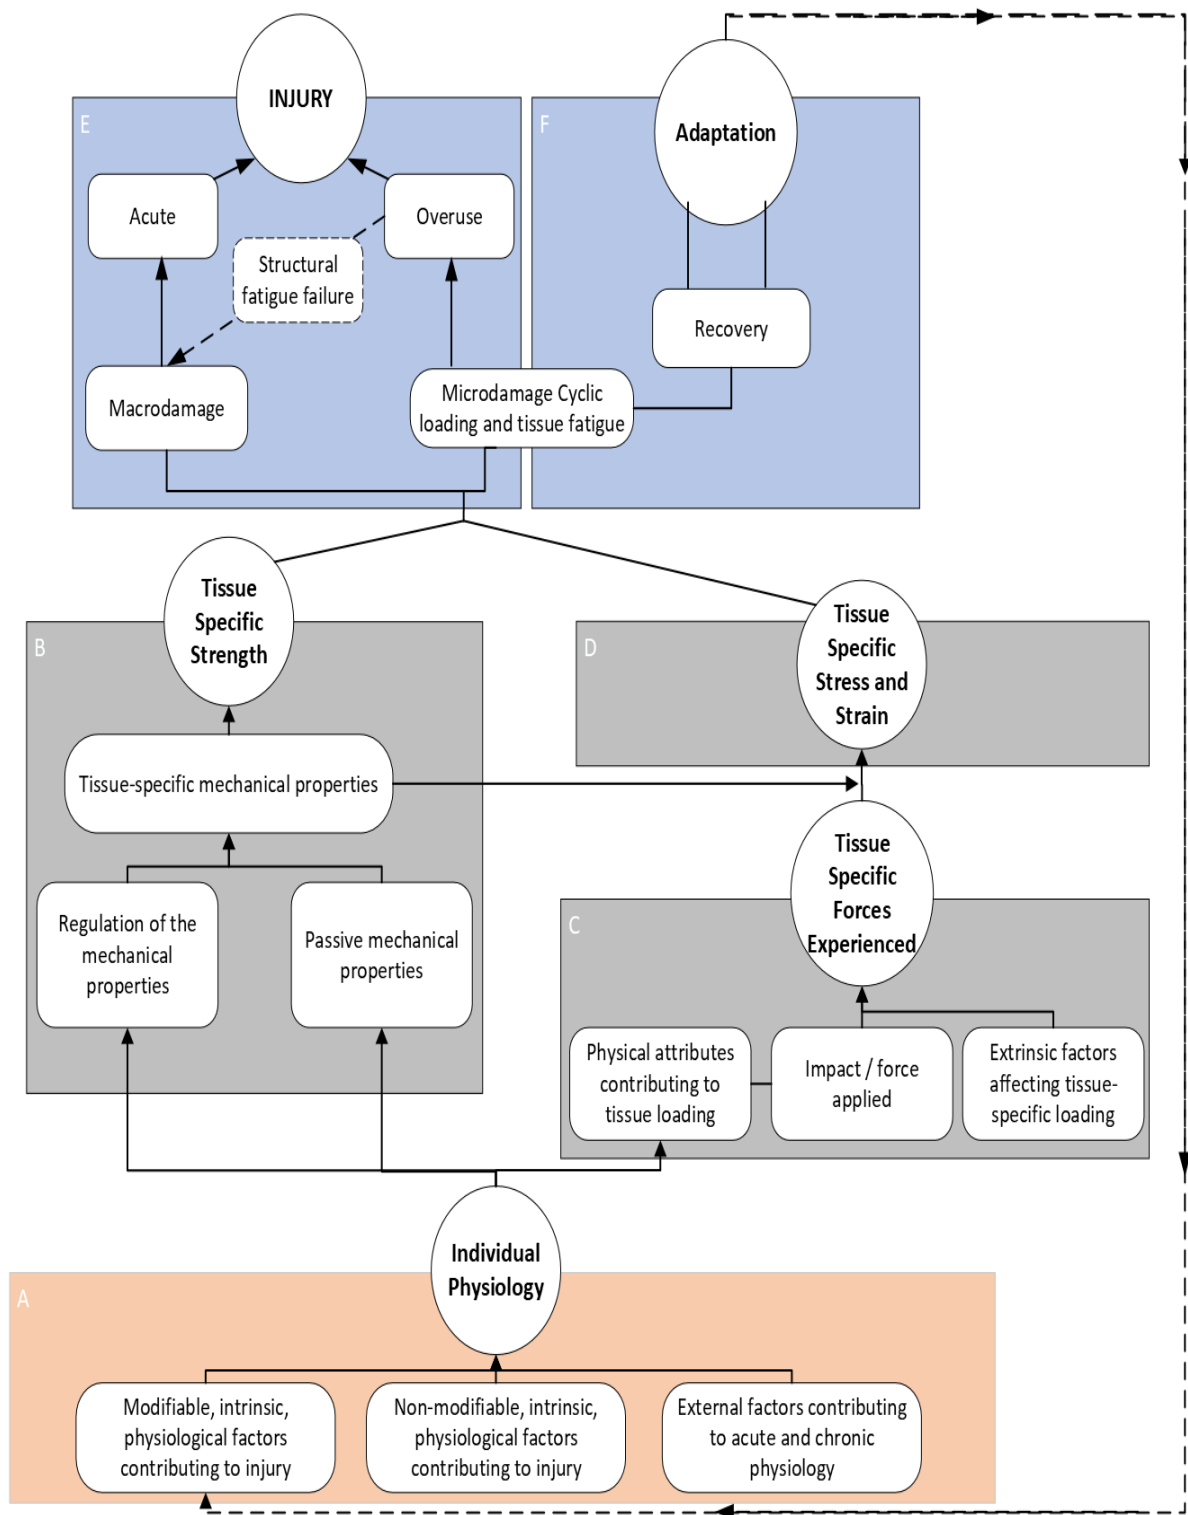 INJURY
E
F
Adaptation
Acute
Overuse
Structural
fatigue failure
Recovery
Macrodamage
Microdamage Cyclic
loading and tissue fatigue
Tissue
Specific
Strength
B
Tissue
Specific
Stress and
Strain
D
Tissue-specific mechanical properties
Tissue
Specific
Forces
Experienced
Regulation of the
mechanical
properties
Passive mechanical
properties
C
Physical attributes
contributing to
tissue loading
Impact / force
applied
Extrinsic factors
affecting tissue-
specific loading
Individual
Physiology
A
Modifiable, intrinsic,
physiological factors
contributing to injury
Non-modifiable, intrinsic,
physiological factors
contributing to injury
External factors contributing
to acute and chronic
physiology